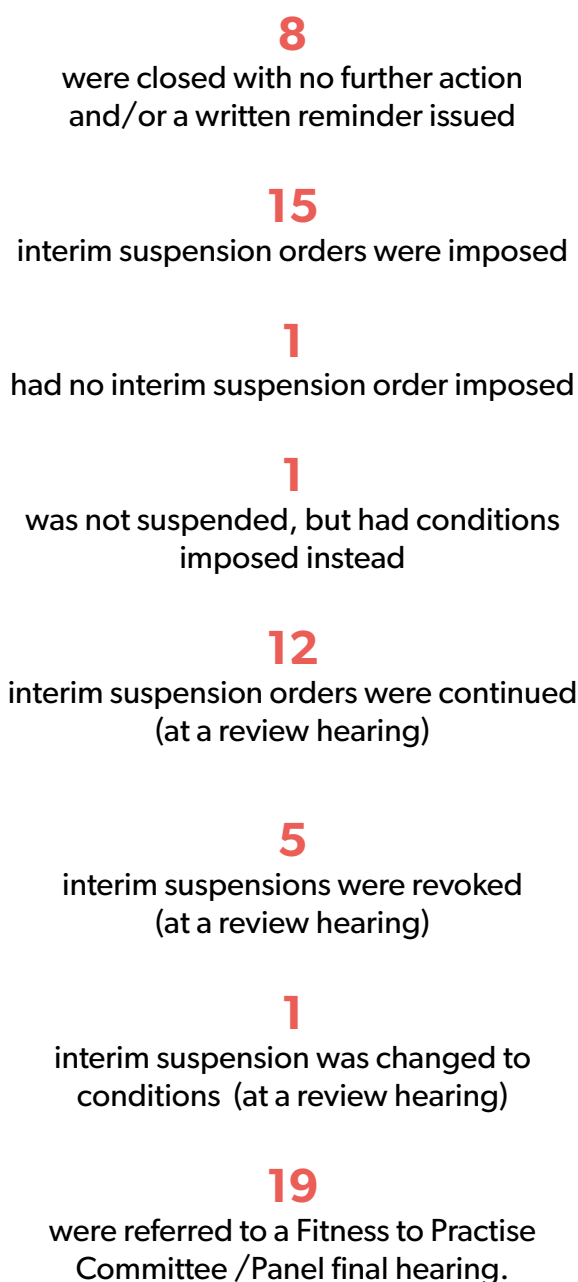 8
were closed with no further action
and/or a written reminder issued
15
interim suspension orders were imposed
1
had no interim suspension order imposed
1
was not suspended, but had conditions
imposed instead
12
interim suspension orders were continued
(at a review hearing)
5
interim suspensions were revoked
(at a review hearing)
1
interim suspension was changed to
conditions (at a review hearing)
19
were referred to a Fitness to Practise
Committee /Panel final hearing.